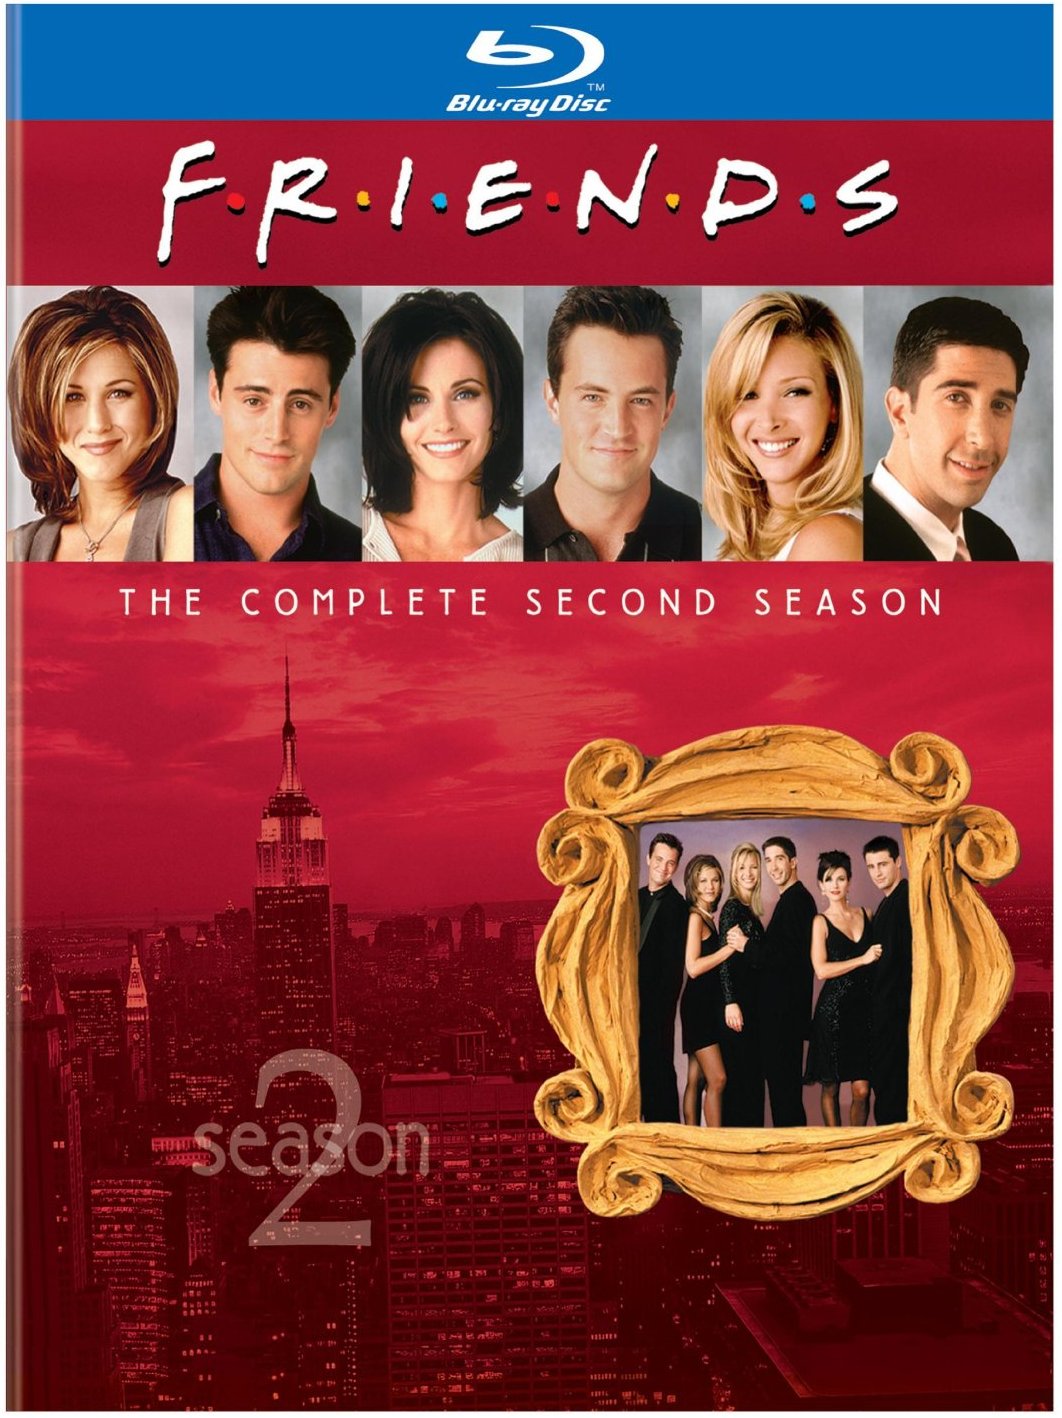 Blu-ray Disc
TM
F·R·I·E·N·D·S
THE COMPLETE SECOND SEASON
season
2